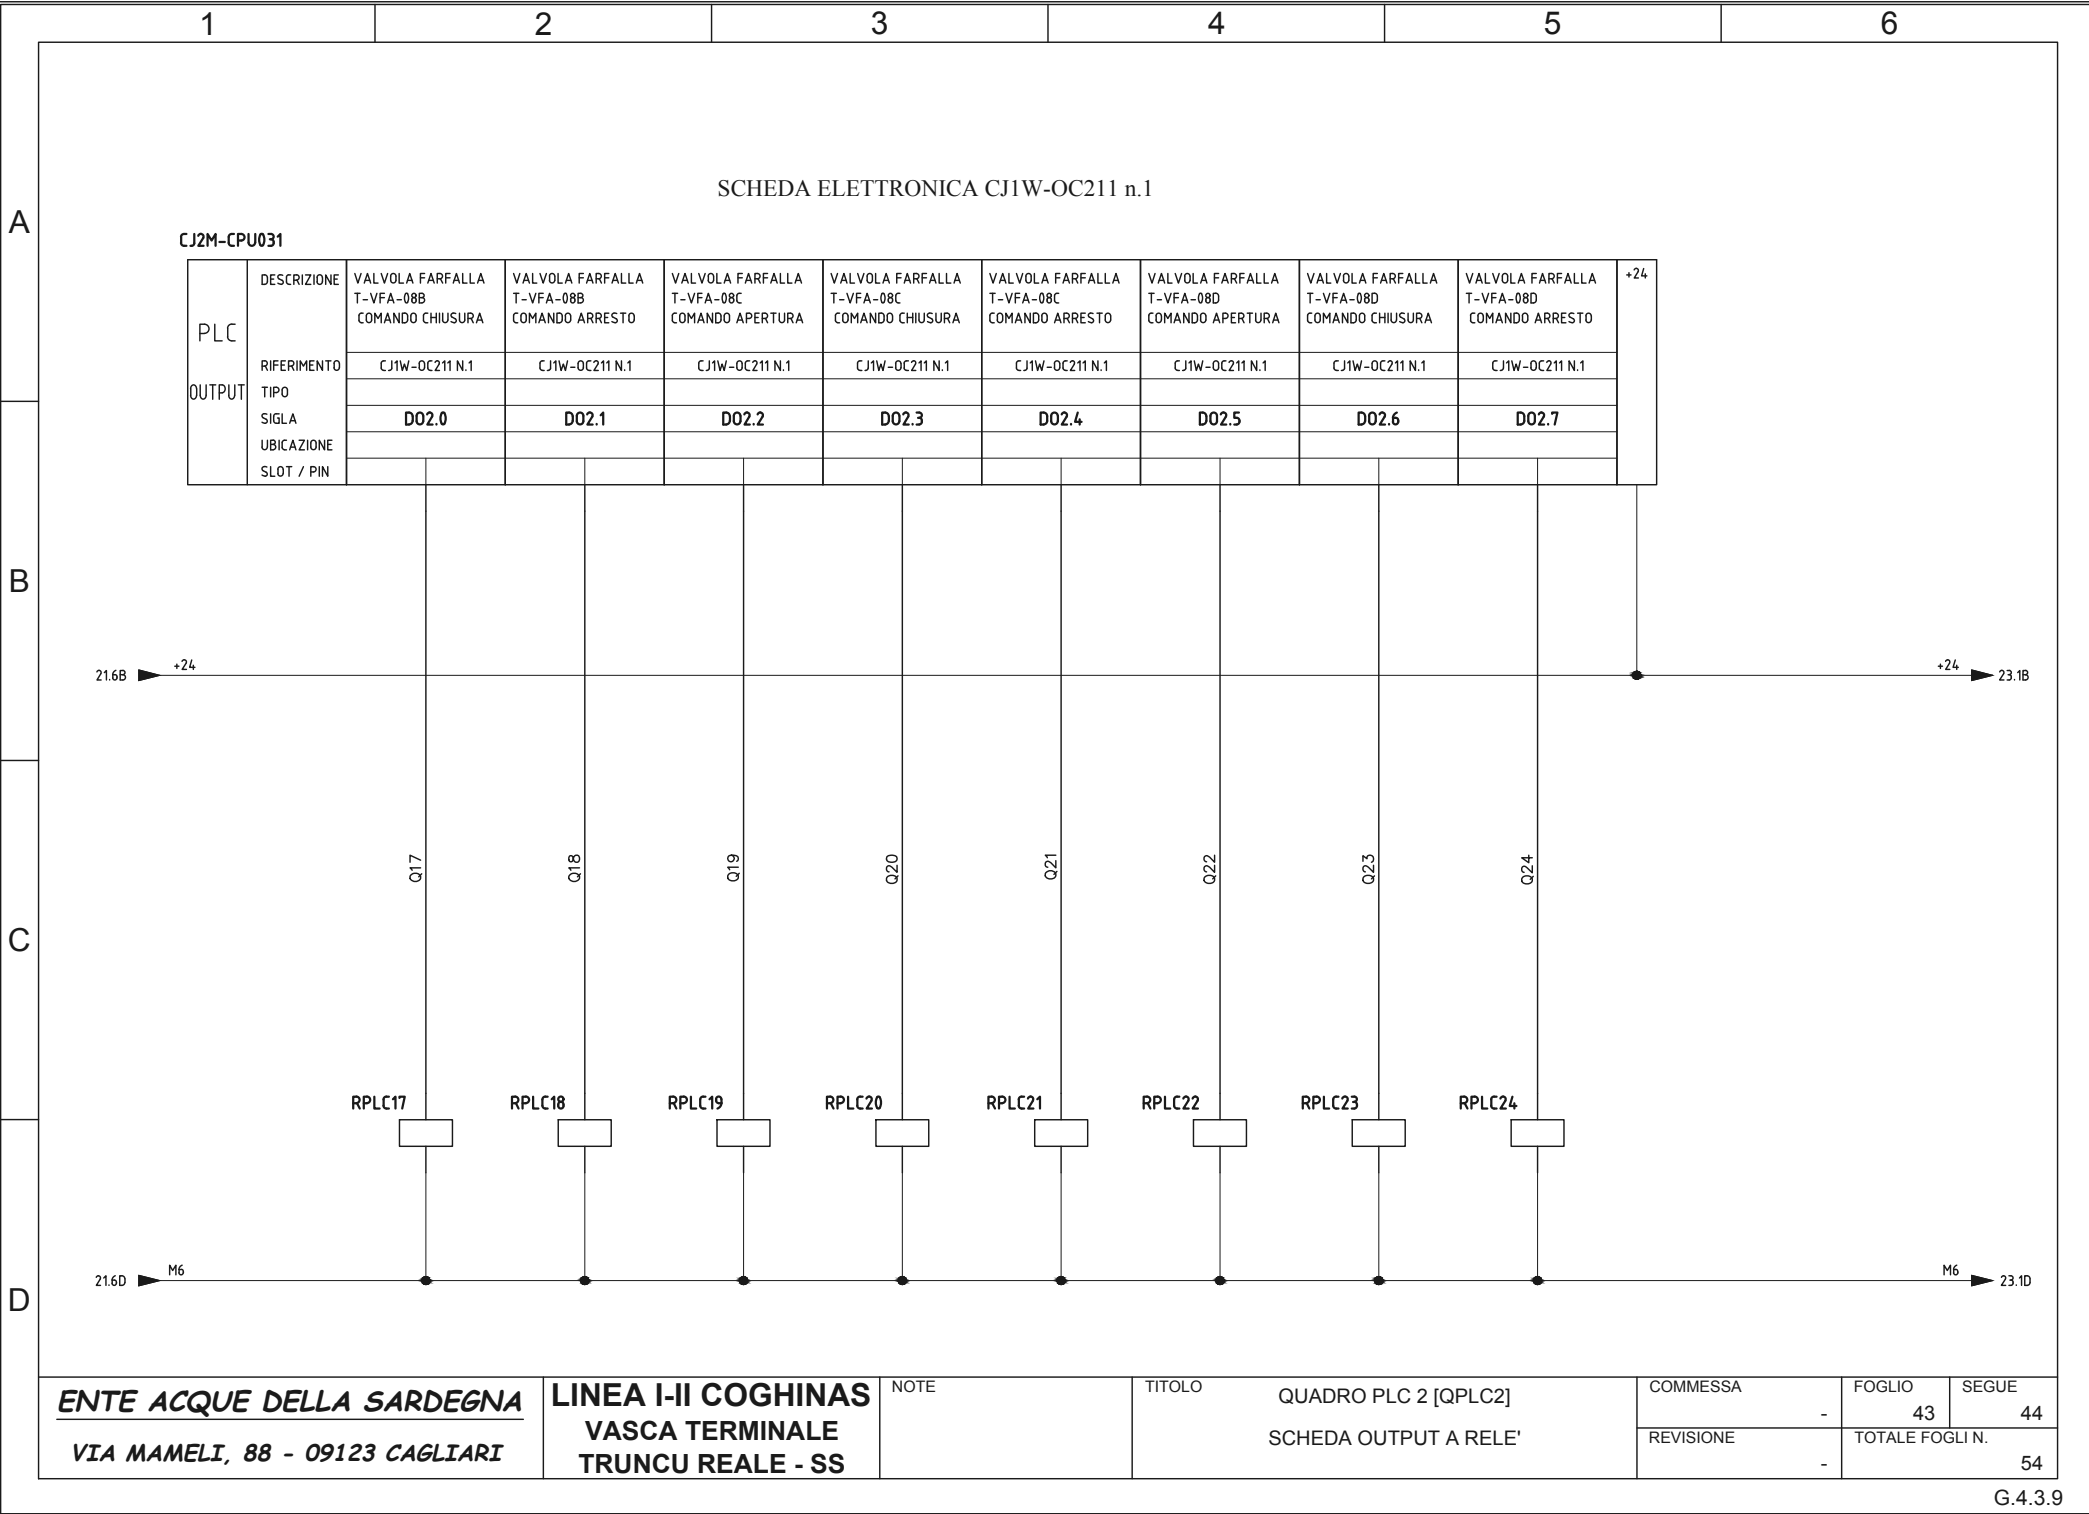 1 2 3 4 5 6
SCHEDA ELETTRONICA CJ1W-OC211 n.1
A
CJ2M-CPU031
PLC
OUTPUT
DESCRIZIONE
VALVOLA FARFALLA
T-VFA-08B
COMANDO CHIUSURA
VALVOLA FARFALLA
T-VFA-08B
COMANDO ARRESTO
VALVOLA FARFALLA
T-VFA-08C
COMANDO APERTURA
VALVOLA FARFALLA
T-VFA-08C
COMANDO CHIUSURA
VALVOLA FARFALLA
T-VFA-08C
COMANDO ARRESTO
VALVOLA FARFALLA
T-VFA-08D
COMANDO APERTURA
VALVOLA FARFALLA
T-VFA-08D
COMANDO CHIUSURA
VALVOLA FARFALLA
T-VFA-08D
COMANDO ARRESTO
+24
RIFERIMENTO CJ1W-OC211 N.1 CJ1W-OC211 N.1 CJ1W-OC211 N.1 CJ1W-OC211 N.1 CJ1W-OC211 N.1 CJ1W-OC211 N.1 CJ1W-OC211 N.1 CJ1W-OC211 N.1
TIPO
SIGLA DO2.0 DO2.1 DO2.2 DO2.3 DO2.4 DO2.5 DO2.6 DO2.7
UBICAZIONE
SLOT / PIN
B
21.6B +24 +24 23.1B
Q17 Q18 Q19 Q20 Q21 Q22 Q23 Q24
C
RPLC17 RPLC18 RPLC19 RPLC20 RPLC21 RPLC22 RPLC23 RPLC24
21.6D M6 M6 23.1D
D
ENTE ACQUE DELLA SARDEGNA
VIA MAMELI, 88 - 09123 CAGLIARI
LINEA I-II COGHINAS
VASCA TERMINALE
TRUNCU REALE - SS
NOTE
TITOLO
QUADRO PLC 2 [QPLC2]
SCHEDA OUTPUT A RELE'
COMMESSA
-
REVISIONE
-
FOGLIO
43
SEGUE
44
TOTALE FOGLI N.
54
G.4.3.9